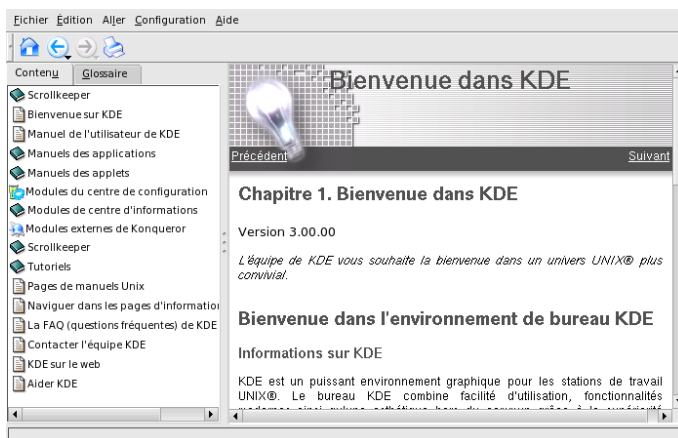 Fichier Édition Aller Configuration Aide
Contenu Glossaire
Scrollkeeper
Bienvenue sur KDE
Manuel de l'utilisateur de KDE
Manuels des applications
Manuels des applets
Modules du centre de configuration
Modules de centre d'informations
Modules externes de Konqueror
Scrollkeeper
Tutoriels
Pages de manuels Unix
Naviguer dans les pages d'information
La FAQ (questions fréquentes) de KDE
Contacter l'équipe KDE
KDE sur le web
Aider KDE
Bienvenue dans KDE
Précédent Suivant
Chapitre 1. Bienvenue dans KDE
Version 3.00.00
L'équipe de KDE vous souhaite la bienvenue dans un univers UNIX® plus
convivial.
Bienvenue dans l'environnement de bureau KDE
Informations sur KDE
KDE est un puissant environnement graphique pour les stations de travail
UNIX®. Le bureau KDE combine facilité d'utilisation, fonctionnalités